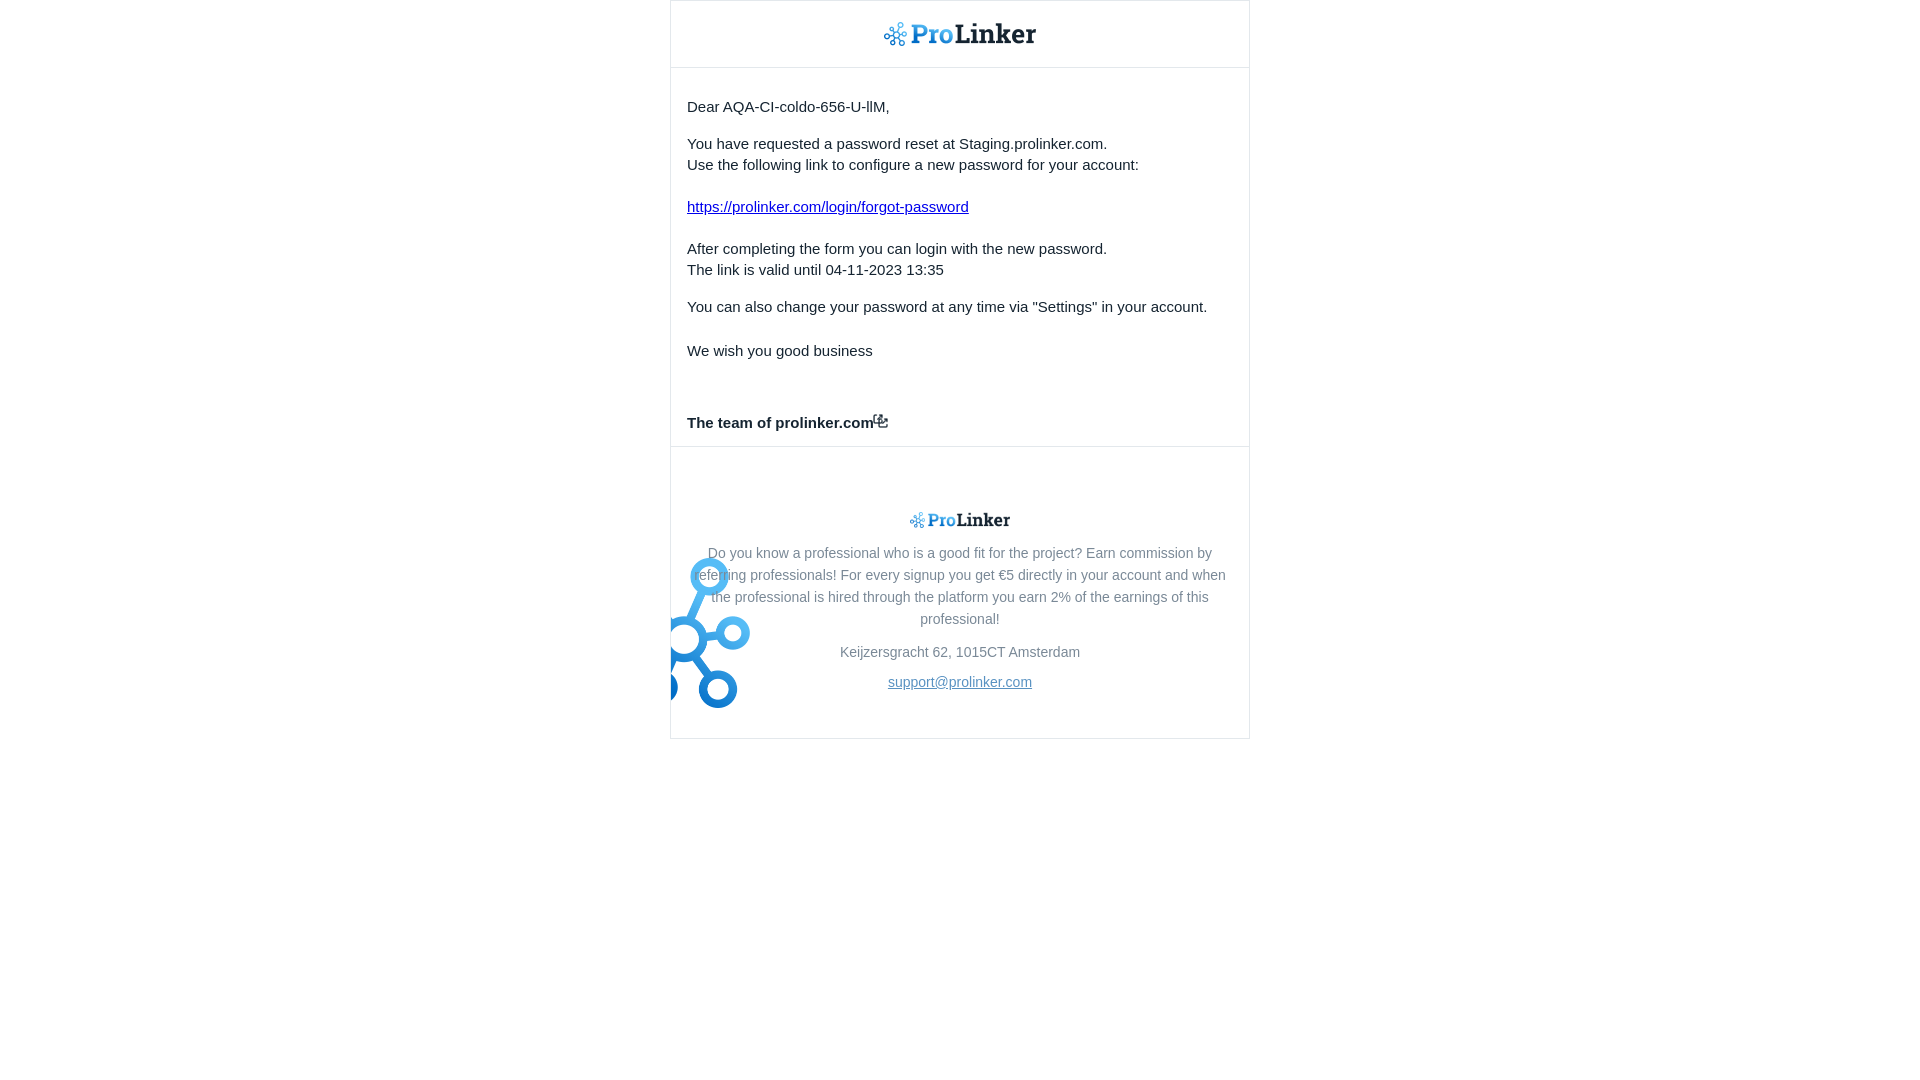 ProLinker
Dear AQA-CI-coldo-656-U-llM,
You have requested a password reset at Staging.prolinker.com.
Use the following link to configure a new password for your account:
https://prolinker.com/login/forgot-password
After completing the form you can login with the new password.
The link is valid until 04-11-2023 13:35
You can also change your password at any time via "Settings" in your account.
We wish you good business
The team of prolinker.com
ProLinker
Do you know a professional who is a good fit for the project? Earn commission by
referring professionals! For every signup you get €5 directly in your account and when
the professional is hired through the platform you earn 2% of the earnings of this
professional!
Keijzersgracht 62, 1015CT Amsterdam
support@prolinker.com